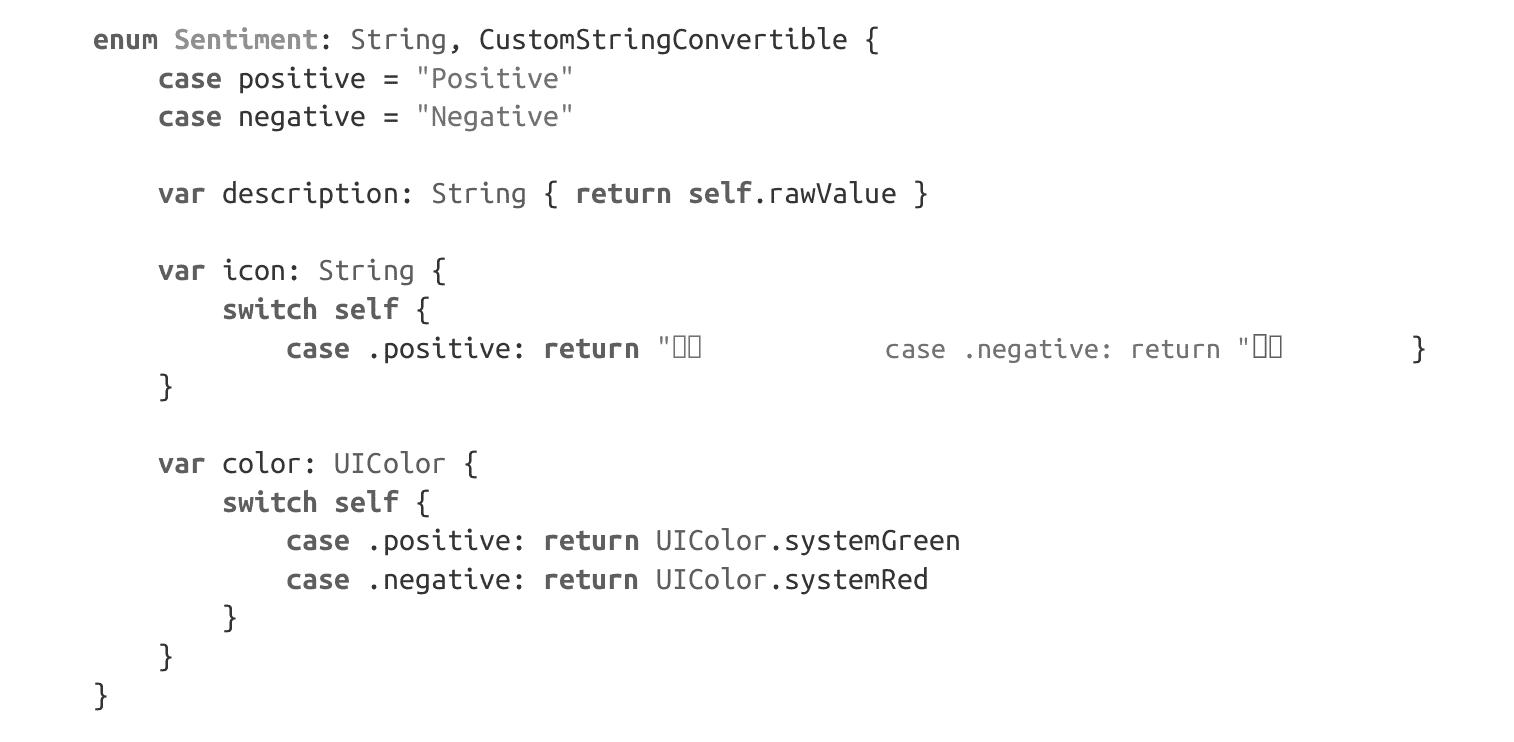 enum Sentiment: String, CustomStringConvertible {
    case positive = "Positive"
    case negative = "Negative"

    var description: String { return self.rawValue }

    var icon: String {
        switch self {
            case .positive: return "▯▯ case .negative: return "▯▯ }
    }

    var color: UIColor {
        switch self {
            case .positive: return UIColor.systemGreen
            case .negative: return UIColor.systemRed
        }
    }
}